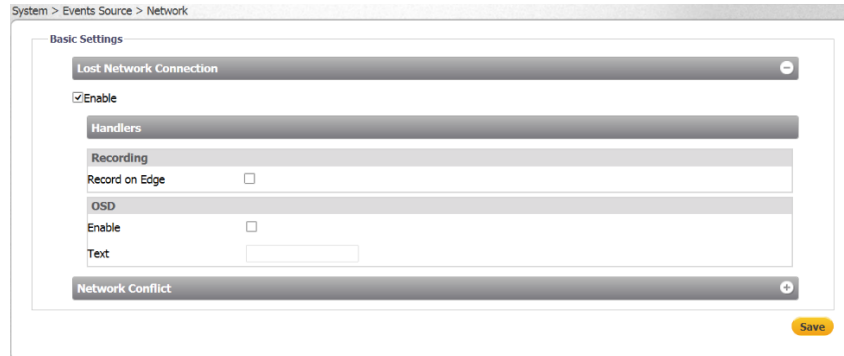 System > Events Source > Network
Basic Settings
Lost Network Connection
Enable
Handlers
Recording
Record on Edge
OSD
Enable
Text
Network Conflict
Save